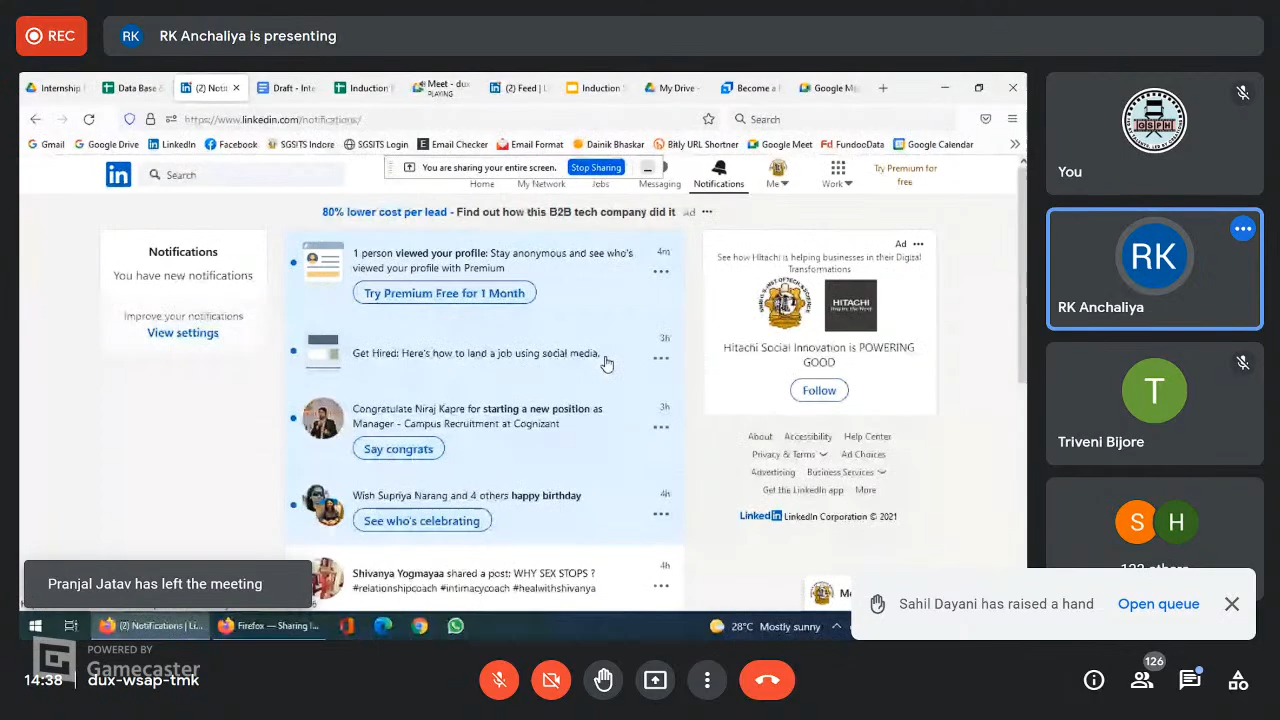 REC
RK
RK Anchaliya is presenting
Internship
Data Base &
(2) Noti
Draft - Inte
Induction
Meet - dux
PLAYING
(2) Feed | L
Induction
My Drive -
Become a
Google M
https://www.linkedin.com/notifications/
Search
Gmail
Google Drive
LinkedIn
Facebook
SGSITS Indore
SGSITS Login
Email Checker
Email Format
Dainik Bhaskar
Bitly URL Shortner
Google Meet
FundooData
Google Calendar
in
Search
You are sharing your entire screen.
Stop Sharing
Home
My Network
Jobs
Messaging
Notifications
Me
Work
Try Premium for
free
80% lower cost per lead - Find out how this B2B tech company did it
Ad
Notifications
You have new notifications
Improve your notifications
View settings
1 person viewed your profile: Stay anonymous and see who's
viewed your profile with Premium
4m
Try Premium Free for 1 Month
Get Hired: Here's how to land a job using social media.
3h
Congratulate Niraj Kapre for starting a new position as
Manager - Campus Recruitment at Cognizant
3h
Say congrats
Wish Supriya Narang and 4 others happy birthday
4h
See who's celebrating
Shivanya Yogmayaa shared a post: WHY SEX STOPS ?
#relationshipcoach #intimacycoach #healwithshivanya
4h
Ad
See how Hitachi is helping businesses in their Digital
Transformations
HITACHI
Hitachi Social Innovation is POWERING
GOOD
Follow
About
Accessibility
Help Center
Privacy & Terms
Ad Choices
Advertising
Business Services
Get the LinkedIn app
More
Linked in LinkedIn Corporation © 2021
Pranjal Jatav has left the meeting
(2) Notifications | Li
Firefox — Sharing I
28°C Mostly sunny
You
RK
RK Anchaliya
T
Triveni Bijore
S
H
Sahil Dayani has raised a hand
Open queue
POWERED BY
Gamecaster
14:38
dux-wsap-tmk
126